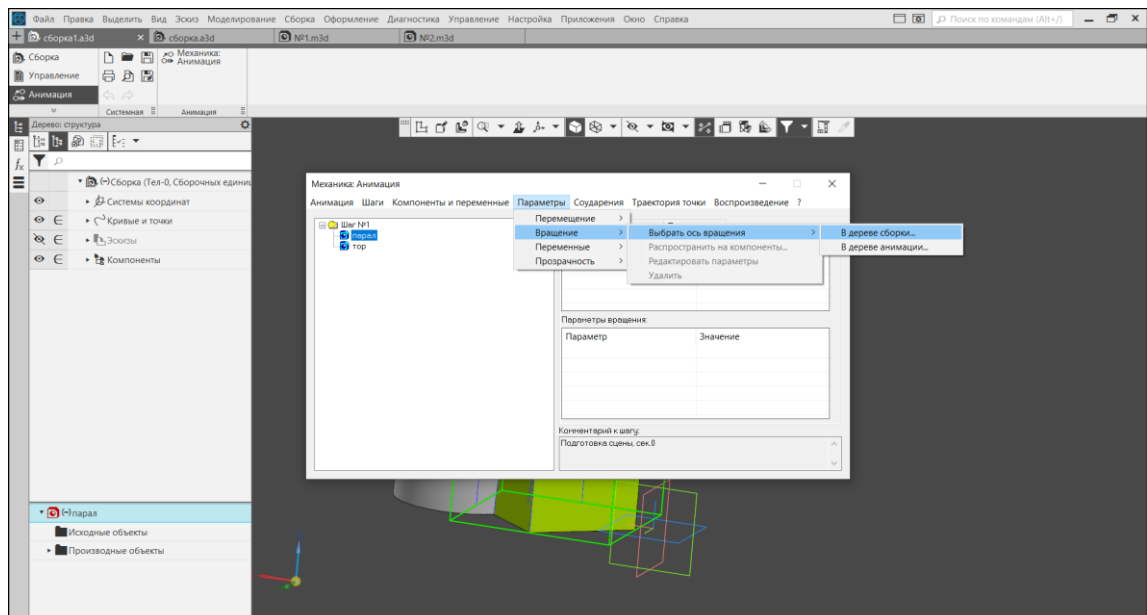 Файл Правка Выделить Вид Эскиз Моделирование Сборка Оформление Диагностика Управление Настройка Приложения Окно Справка Поиск по командам (Alt+/)
сборка1.a3d × сборка.a3d №1.m3d №2.m3d
Сборка
Механика:
Анимация
Управление
Анимация
Системная Анимация
Дерево: структура
(-)Сборка (Тел-0, Сборочных едини
Системы координат
Кривые и точки
Эскизы
Компоненты
Механика: Анимация
Анимация Шаги Компоненты и переменные Параметры Соударения Траектория точки Воспроизведение ?
Шаг №1
парал
тор
Перемещение
Вращение
Переменные
Прозрачность
Выбрать ось вращения
Распространить на компоненты...
Редактировать параметры
Удалить
В дереве сборки...
В дереве анимации...
Параметры вращения:
Параметр Значение
Комментарий к шагу:
Подготовка сцены, сек.0
(-)парал
Исходные объекты
Производные объекты